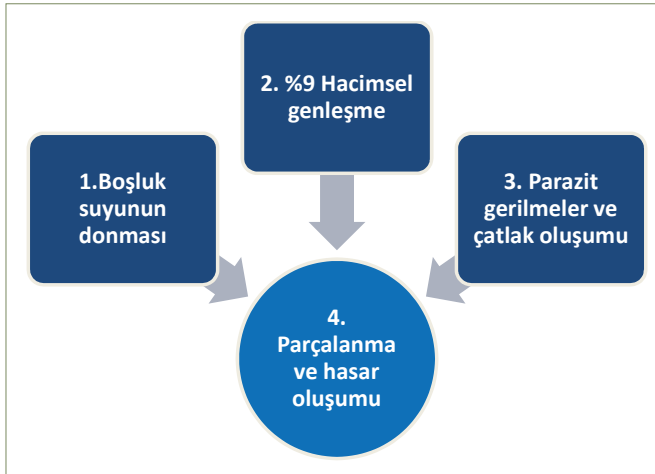 2. %9 Hacimsel
genleşme
1.Boşluk
suyunun
donması
3. Parazit
gerilmeler ve
çatlak oluşumu
4.
Parçalanma
ve hasar
oluşumu